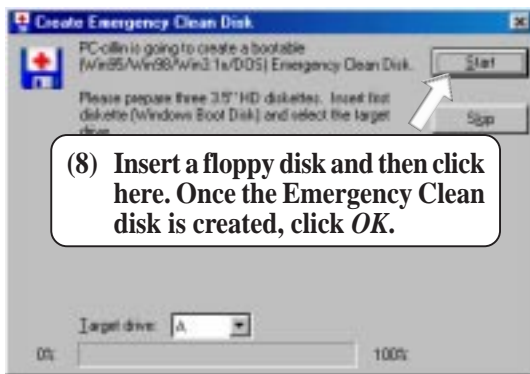 Create Emergency Clean Disk
PC-cillin is going to create a bootable
(Win95/Win98/Win3.1x/DOS) Emergency Clean Disk.
Start
Please prepare three 3.5" HD diskettes. Insert first
diskette (Windows Boot Disk) and select the target
drive.
Stop
(8) Insert a floppy disk and then click
here. Once the Emergency Clean
disk is created, click OK.
Target drive: A
0% 100%